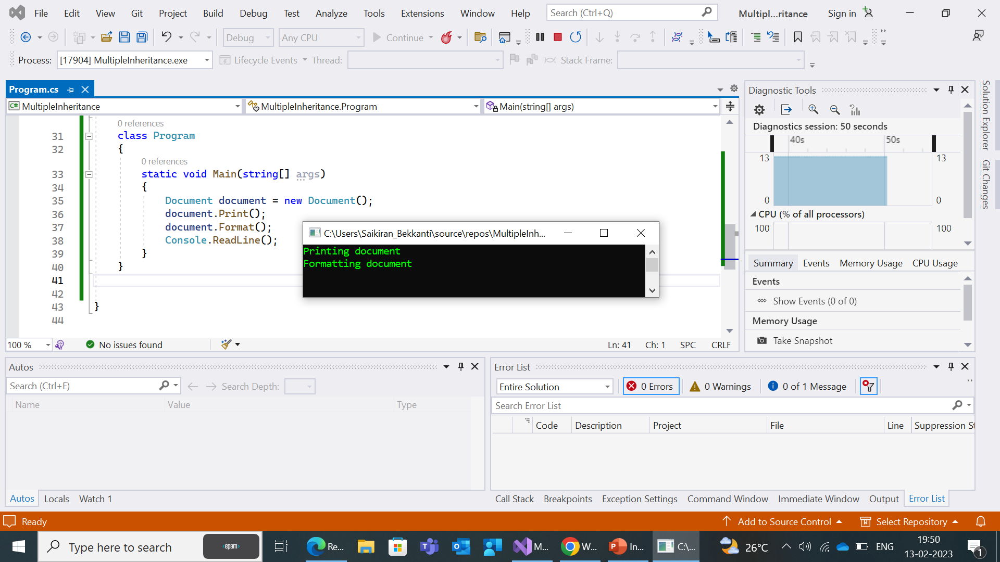 File Edit View Git Project Build Debug Test Analyze Tools Extensions Window Help Search (Ctrl+Q) Multipl...ritance Sign in
Debug Any CPU Continue
Process: [17904] MultipleInheritance.exe Lifecycle Events Thread: Stack Frame:
Program.cs
C# MultipleInheritance MultipleInheritance.Program Main(string[] args)
0 references
31 class Program
32 {
0 references
33 static void Main(string[] args)
34 {
35 Document document = new Document();
36 document.Print();
37 document.Format();
38 Console.ReadLine();
39 }
40 }
41
42
43 }
44
C:\Users\Saikiran_Bekkanti\source\repos\MultipleInh...
Printing document
Formatting document
100 % No issues found Ln: 41 Ch: 1 SPC CRLF
Diagnostic Tools
Diagnostics session: 50 seconds
40s 50s
13 13
0 0
CPU (% of all processors)
100 100
Summary Events Memory Usage CPU Usage
Events
Show Events (0 of 0)
Memory Usage
Take Snapshot
Solution Explorer
Git Changes
Autos
Search (Ctrl+E) Search Depth:
Name Value Type
Autos Locals Watch 1
Error List
Entire Solution 0 Errors 0 Warnings 0 of 1 Message
Search Error List
Code Description Project File Line Suppression St
Call Stack Breakpoints Exception Settings Command Window Immediate Window Output Error List
Ready Add to Source Control Select Repository
Type here to search <epam> Re... M... W... In... C:\... 26°C ENG 19:50
13-02-2023 1